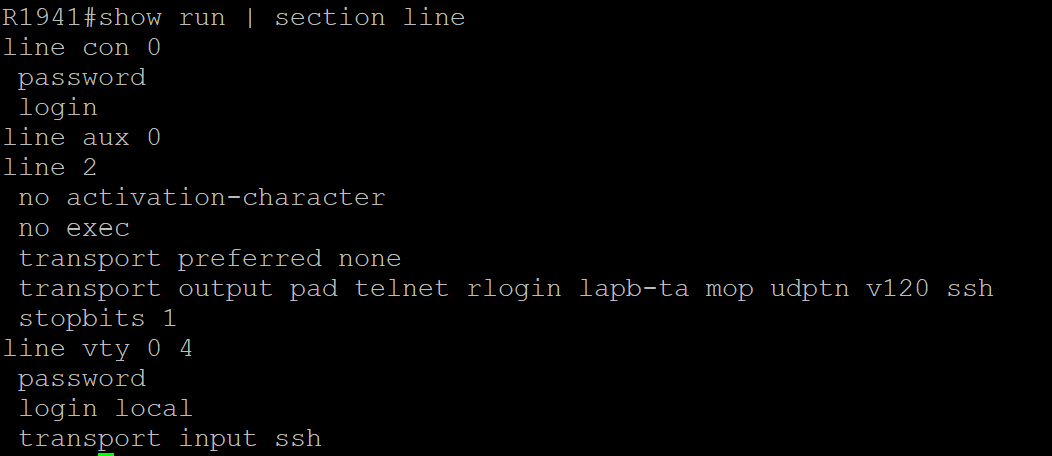 R1941#show run | section line
line con 0
 password
 login
line aux 0
line 2
 no activation-character
 no exec
 transport preferred none
 transport output pad telnet rlogin lapb-ta mop udptn v120 ssh
 stopbits 1
line vty 0 4
 password
 login local
 transport input ssh